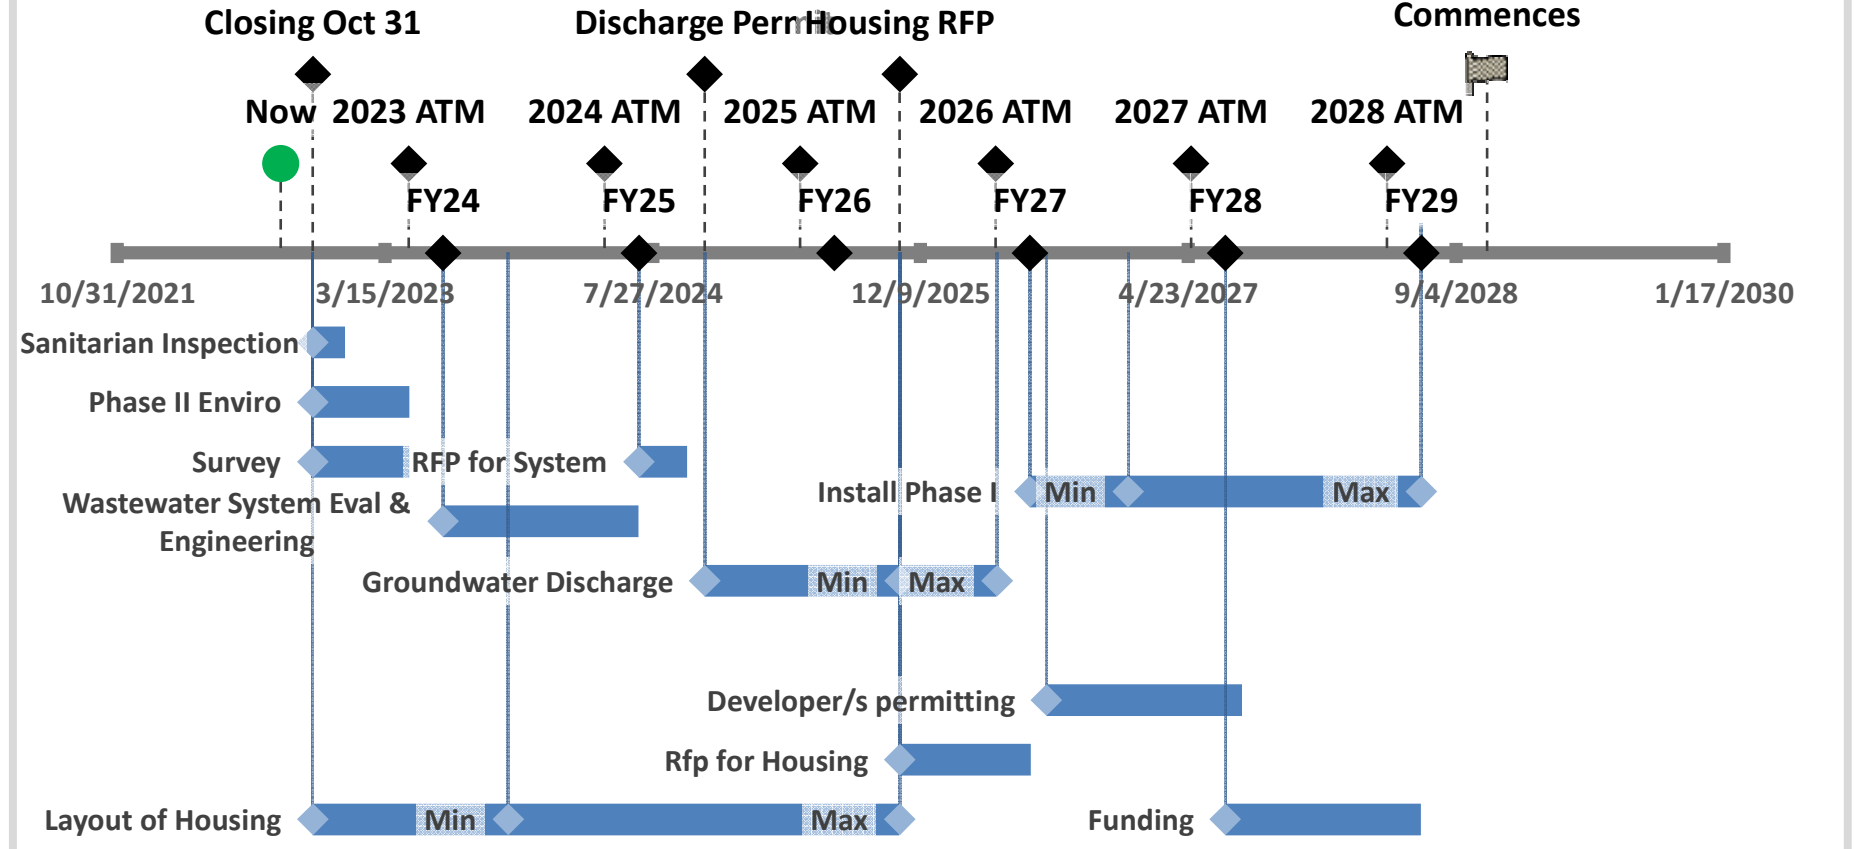 Commences
Closing Oct 31
Discharge Permit
Housing RFP
Now
2023 ATM
2024 ATM
2025 ATM
2026 ATM
2027 ATM
2028 ATM
FY24
FY25
FY26
FY27
FY28
FY29
10/31/2021
3/15/2023
7/27/2024
12/9/2025
4/23/2027
9/4/2028
1/17/2030
Sanitarian Inspection
Phase II Enviro
Survey
RFP for System
Install Phase I
Min
Max
Wastewater System Eval &
Engineering
Groundwater Discharge
Min
Max
Developer/s permitting
Rfp for Housing
Layout of Housing
Min
Max
Funding